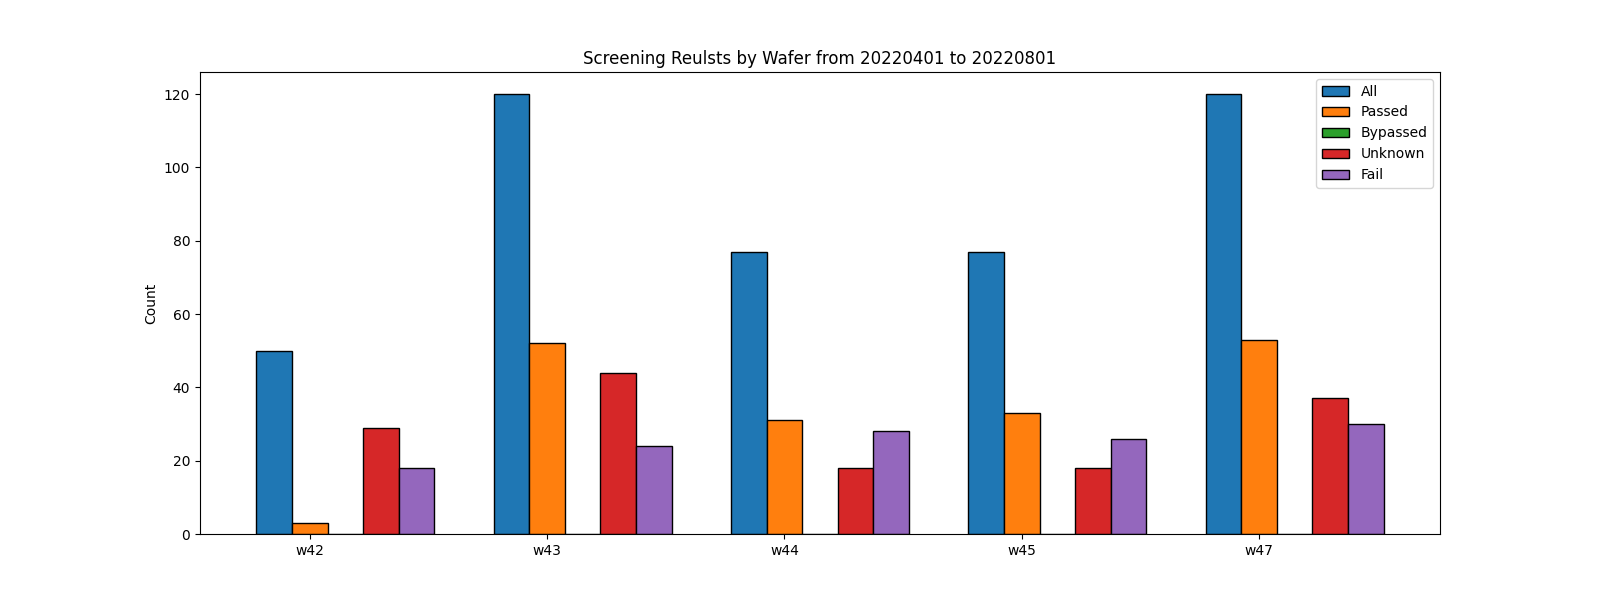 Screening Reulsts by Wafer from 20220401 to 20220801
120
100
80
60
40
20
0
Count
All
Passed
Bypassed
Unknown
Fail
w42
w43
w44
w45
w47